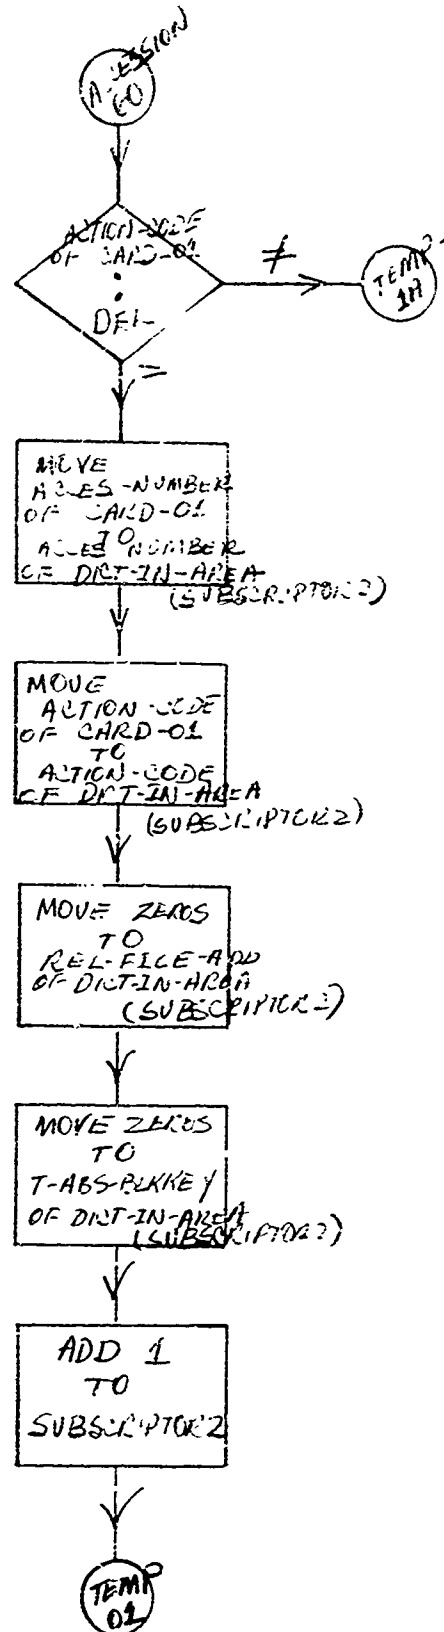 ACCESSION
60
ACTION-CODE
OF CARD-01
:
DEL
≠
TEMP-
1A
=
MOVE
ACCES-NUMBER
OF CARD-01
TO
ACCES NUMBER
OF DICT-IN-AREA
(SUBSCRIPTOR2)
MOVE
ACTION-CODE
OF CARD-01
TO
ACTION-CODE
OF DICT-IN-AREA
(SUBSCRIPTOR2)
MOVE ZEROS
TO
REL-FILE-ADD
OF DICT-IN-AREA
(SUBSCRIPTOR2)
MOVE ZEROS
TO
T-ABS-BLKKEY
OF DICT-IN-AREA
(SUBSCRIPTOR2)
ADD 1
TO
SUBSCRIPTOR2
TEMP
01